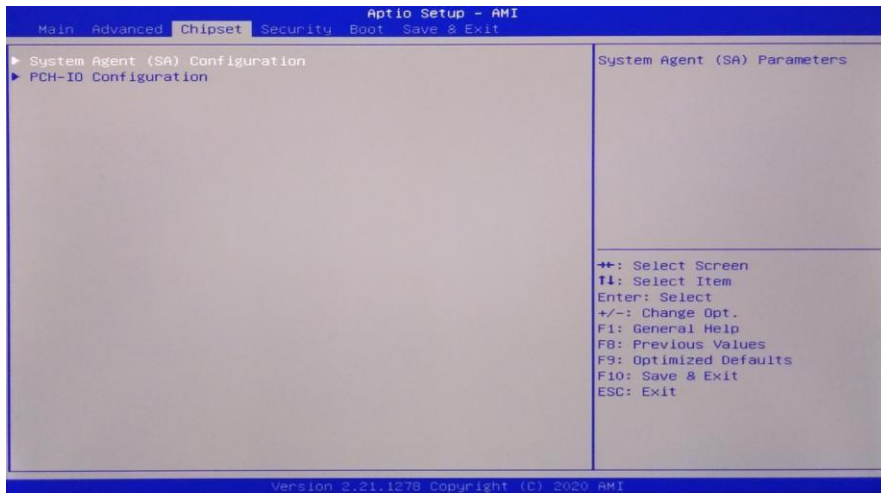 Aptio Setup – AMI
Main Advanced Chipset Security Boot Save & Exit
▶ System Agent (SA) Configuration
▶ PCH-IO Configuration
System Agent (SA) Parameters
→←: Select Screen
↑↓: Select Item
Enter: Select
+/-: Change Opt.
F1: General Help
F8: Previous Values
F9: Optimized Defaults
F10: Save & Exit
ESC: Exit
Version 2.21.1278 Copyright (C) 2020 AMI